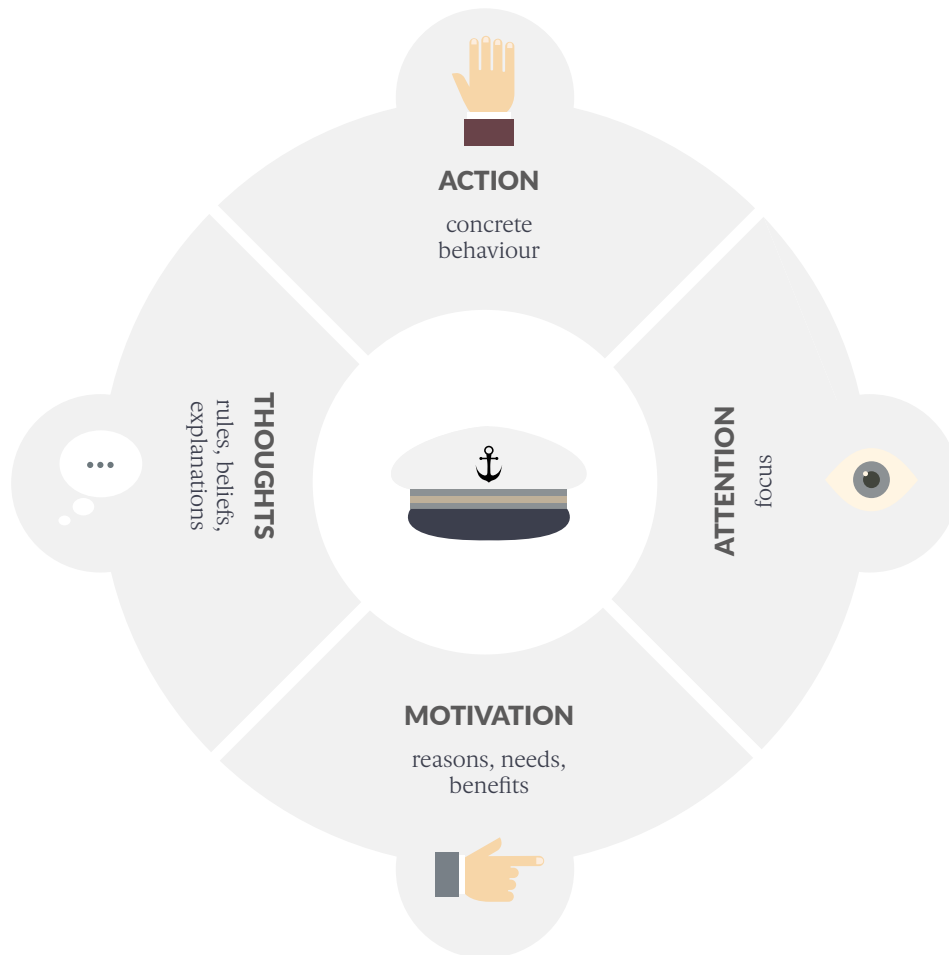 ACTION
concrete
behaviour
THOUGHTS
rules, beliefs,
explanations
ATTENTION
focus
MOTIVATION
reasons, needs,
benefits